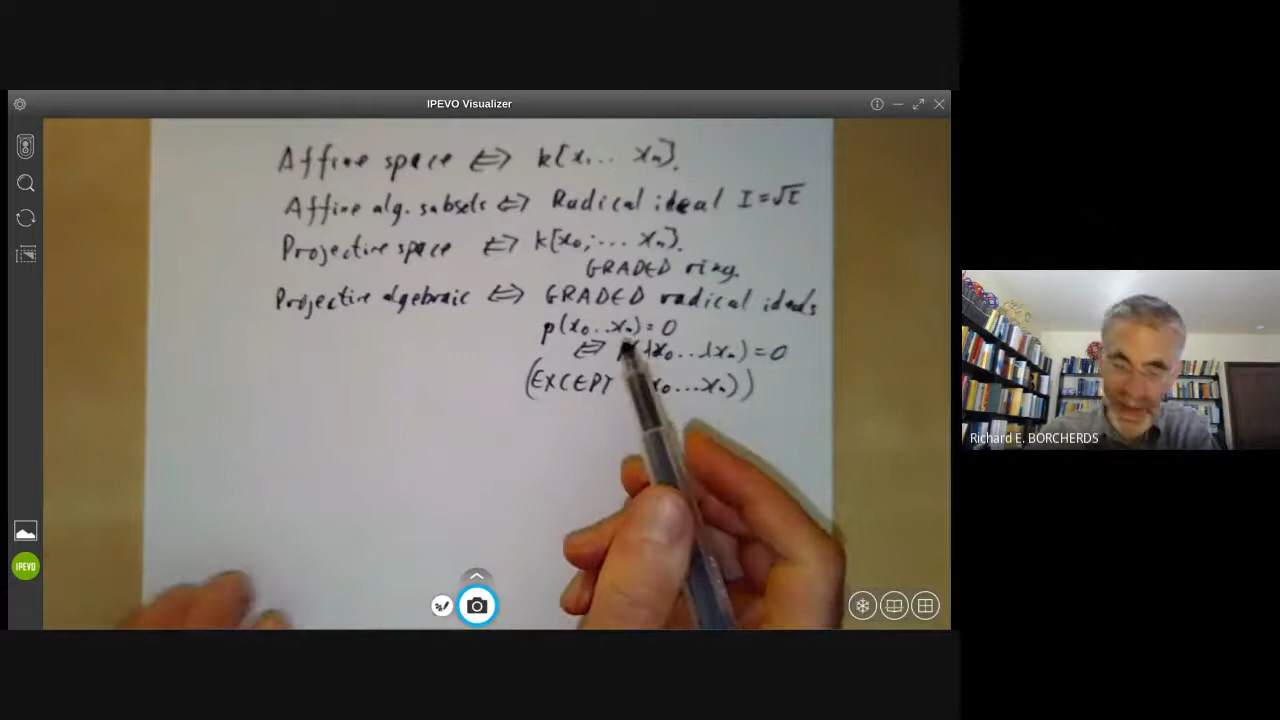 IPEVO Visualizer
Affine space ⇔ k[x1 ... xn].
Affine alg. subsets ⇔ Radical ideal I = √I
Projective space ⇔ k[x0, ... xn].
GRADED ring.
Projective algebraic ⇔ GRADED radical ideals
p(x0..xn) = 0
⇔ p(λx0..λxn) = 0
(EXCEPT x0...xn))
Richard E. BORCHERDS
IPEVO